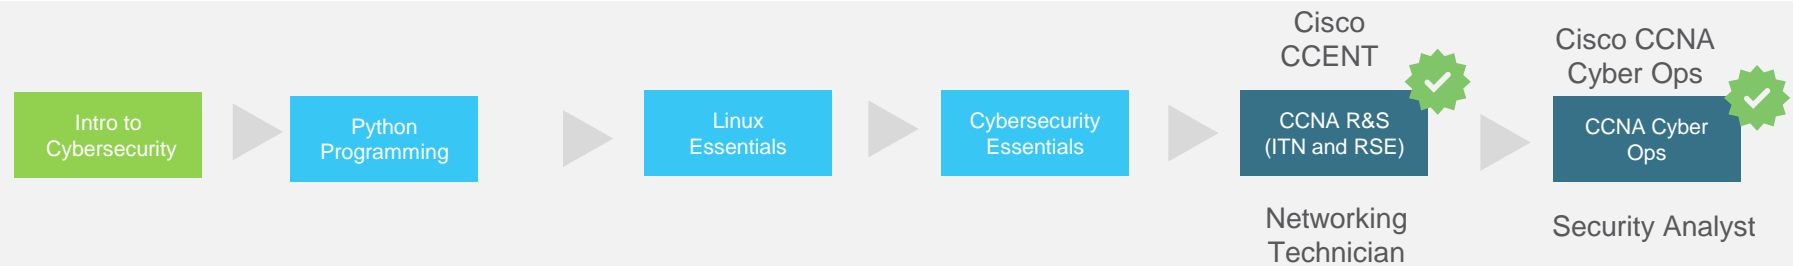 Intro to
Cybersecurity
Python
Programming
Linux
Essentials
Cybersecurity
Essentials
Cisco
CCENT
CCNA R&S
(ITN and RSE)
Networking
Technician
Cisco CCNA
Cyber Ops
CCNA Cyber
Ops
Security Analyst